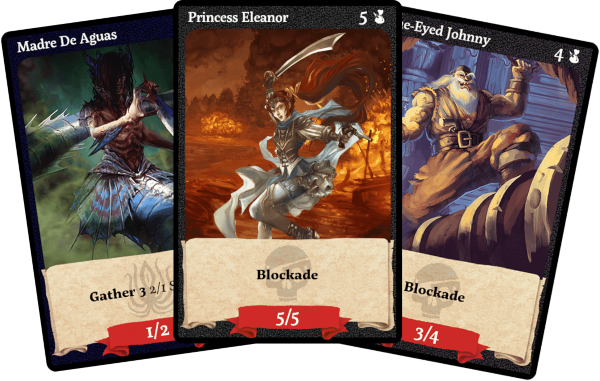 Madre De Aguas
Gather 3 2/1 S
1/2
Princess Eleanor 5
Blockade
5/5
e-Eyed Johnny 4
Blockade
3/4